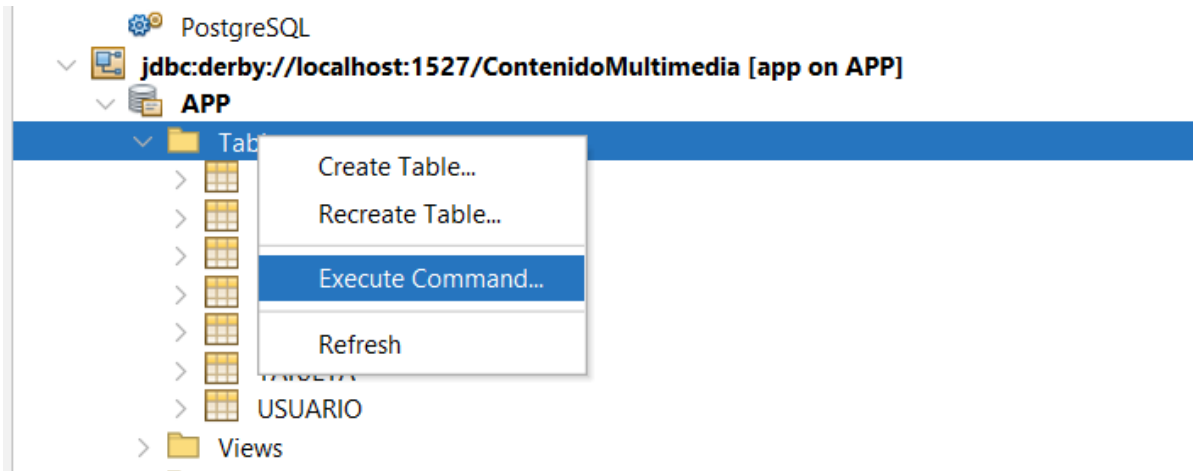 PostgreSQL
jdbc:derby://localhost:1527/ContenidoMultimedia [app on APP]
APP
Create Table...
Recreate Table...
Execute Command...
Refresh
USUARIO
Views